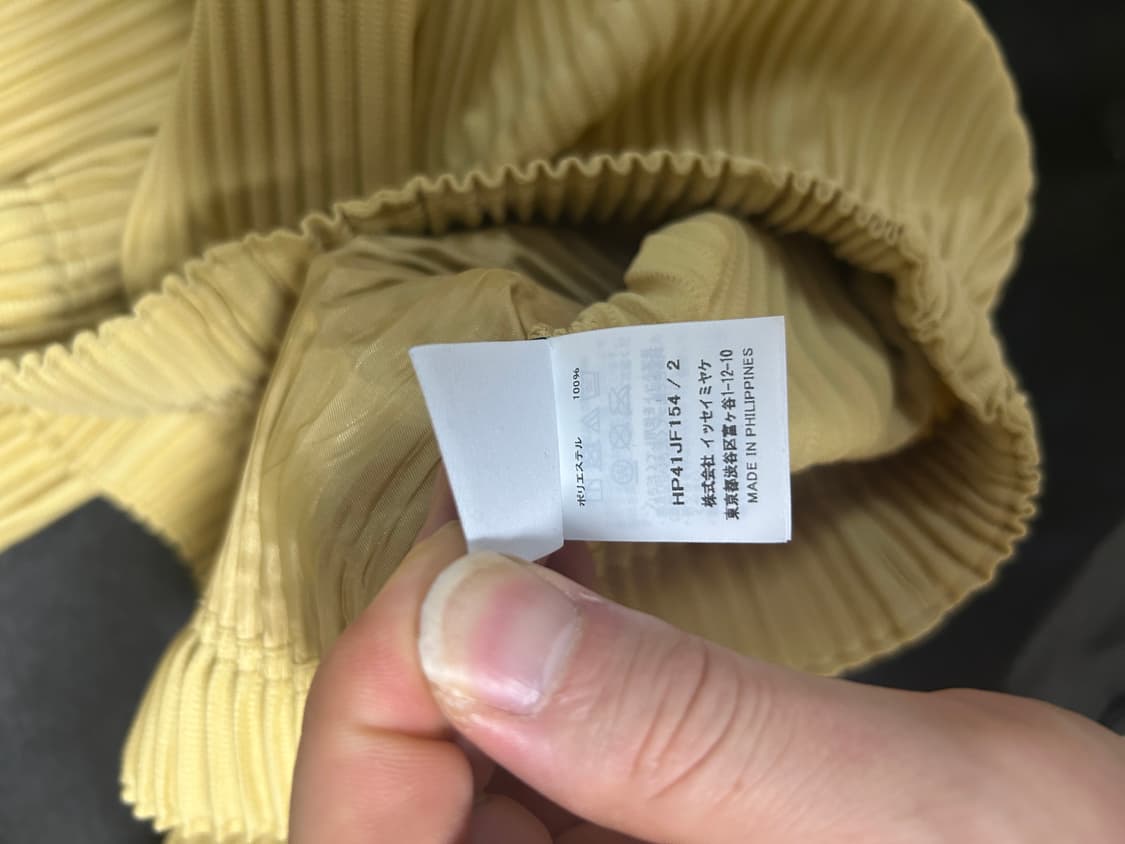 ポリエステル 100%
HP41JF154 / 2
株式会社 イッセイミヤケ
東京都渋谷区富ヶ谷1-12-10
MADE IN PHILIPPINES